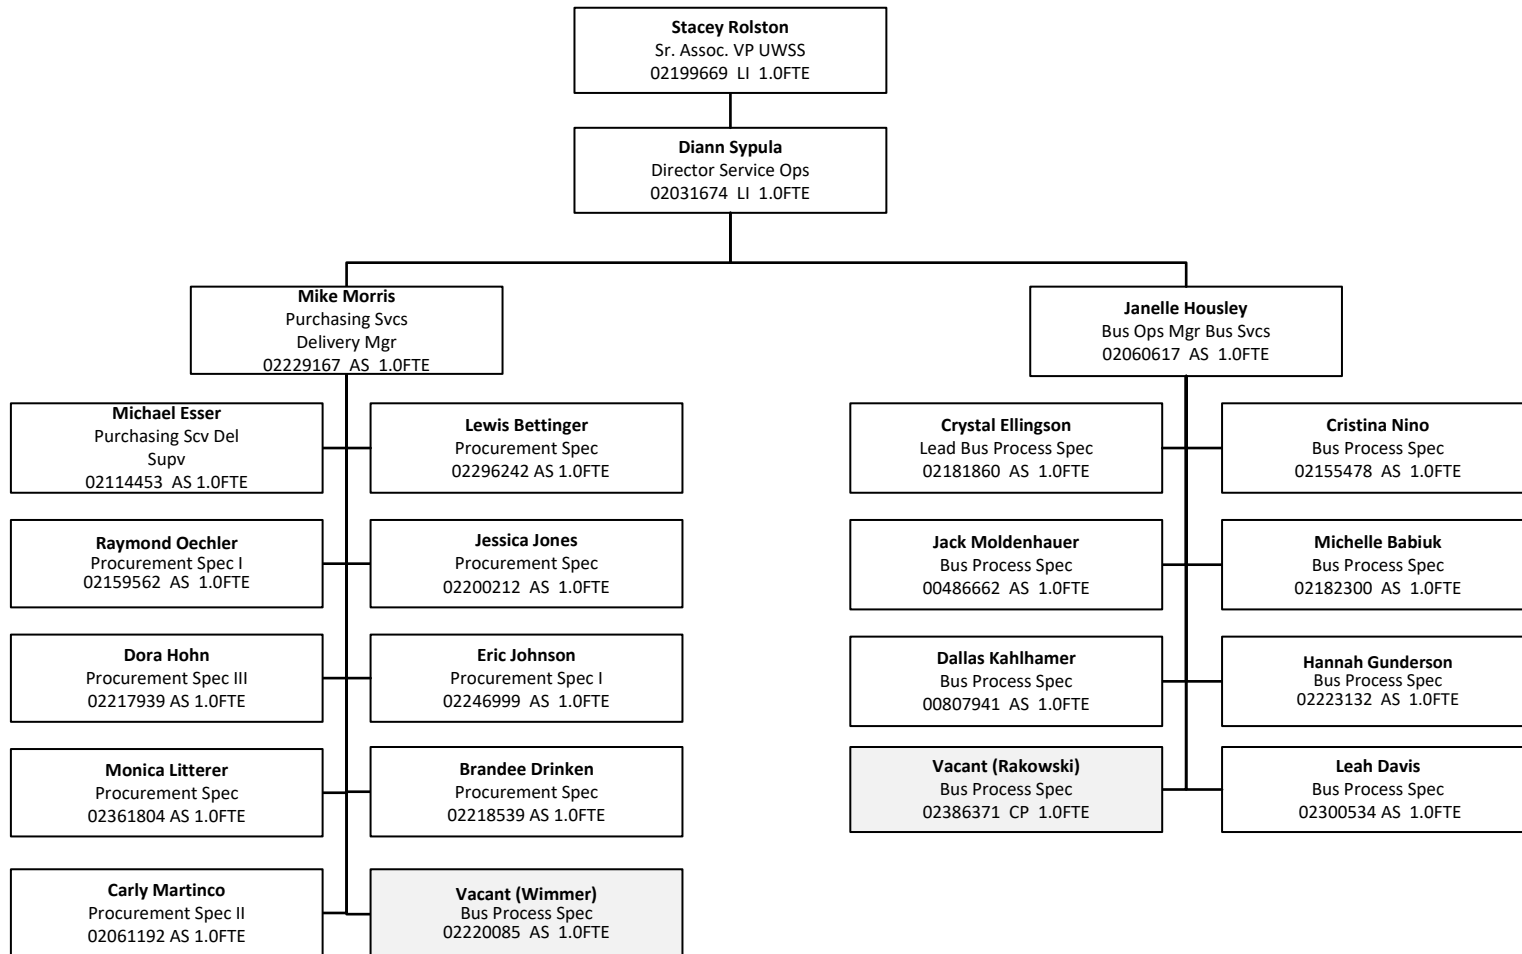 Stacey Rolston
Sr. Assoc. VP UWSS
02199669  LI  1.0FTE
Diann Sypula
Director Service Ops
02031674  LI  1.0FTE
Mike Morris
Purchasing Svcs
Delivery Mgr
02229167  AS  1.0FTE
Janelle Housley
Bus Ops Mgr Bus Svcs
02060617  AS  1.0FTE
Michael Esser
Purchasing Scv Del
Supv
02114453  AS 1.0FTE
Lewis Bettinger
Procurement Spec
02296242 AS 1.0FTE
Crystal Ellingson
Lead Bus Process Spec
02181860  AS  1.0FTE
Cristina Nino
Bus Process Spec
02155478  AS  1.0FTE
Raymond Oechler
Procurement Spec I
02159562  AS  1.0FTE
Jessica Jones
Procurement Spec
02200212  AS  1.0FTE
Jack Moldenhauer
Bus Process Spec
00486662  AS  1.0FTE
Michelle Babiuk
Bus Process Spec
02182300  AS  1.0FTE
Dora Hohn
Procurement Spec III
02217939 AS 1.0FTE
Eric Johnson
Procurement Spec I
02246999  AS  1.0FTE
Dallas Kahlhamer
Bus Process Spec
00807941  AS  1.0FTE
Hannah Gunderson
Bus Process Spec
02223132  AS  1.0FTE
Monica Litterer
Procurement Spec
02361804 AS 1.0FTE
Brandee Drinken
Procurement Spec
02218539 AS 1.0FTE
Vacant (Rakowski)
Bus Process Spec
02386371  CP  1.0FTE
Leah Davis
Bus Process Spec
02300534 AS  1.0FTE
Carly Martinco
Procurement Spec II
02061192 AS 1.0FTE
Vacant (Wimmer)
Bus Process Spec
02220085  AS  1.0FTE